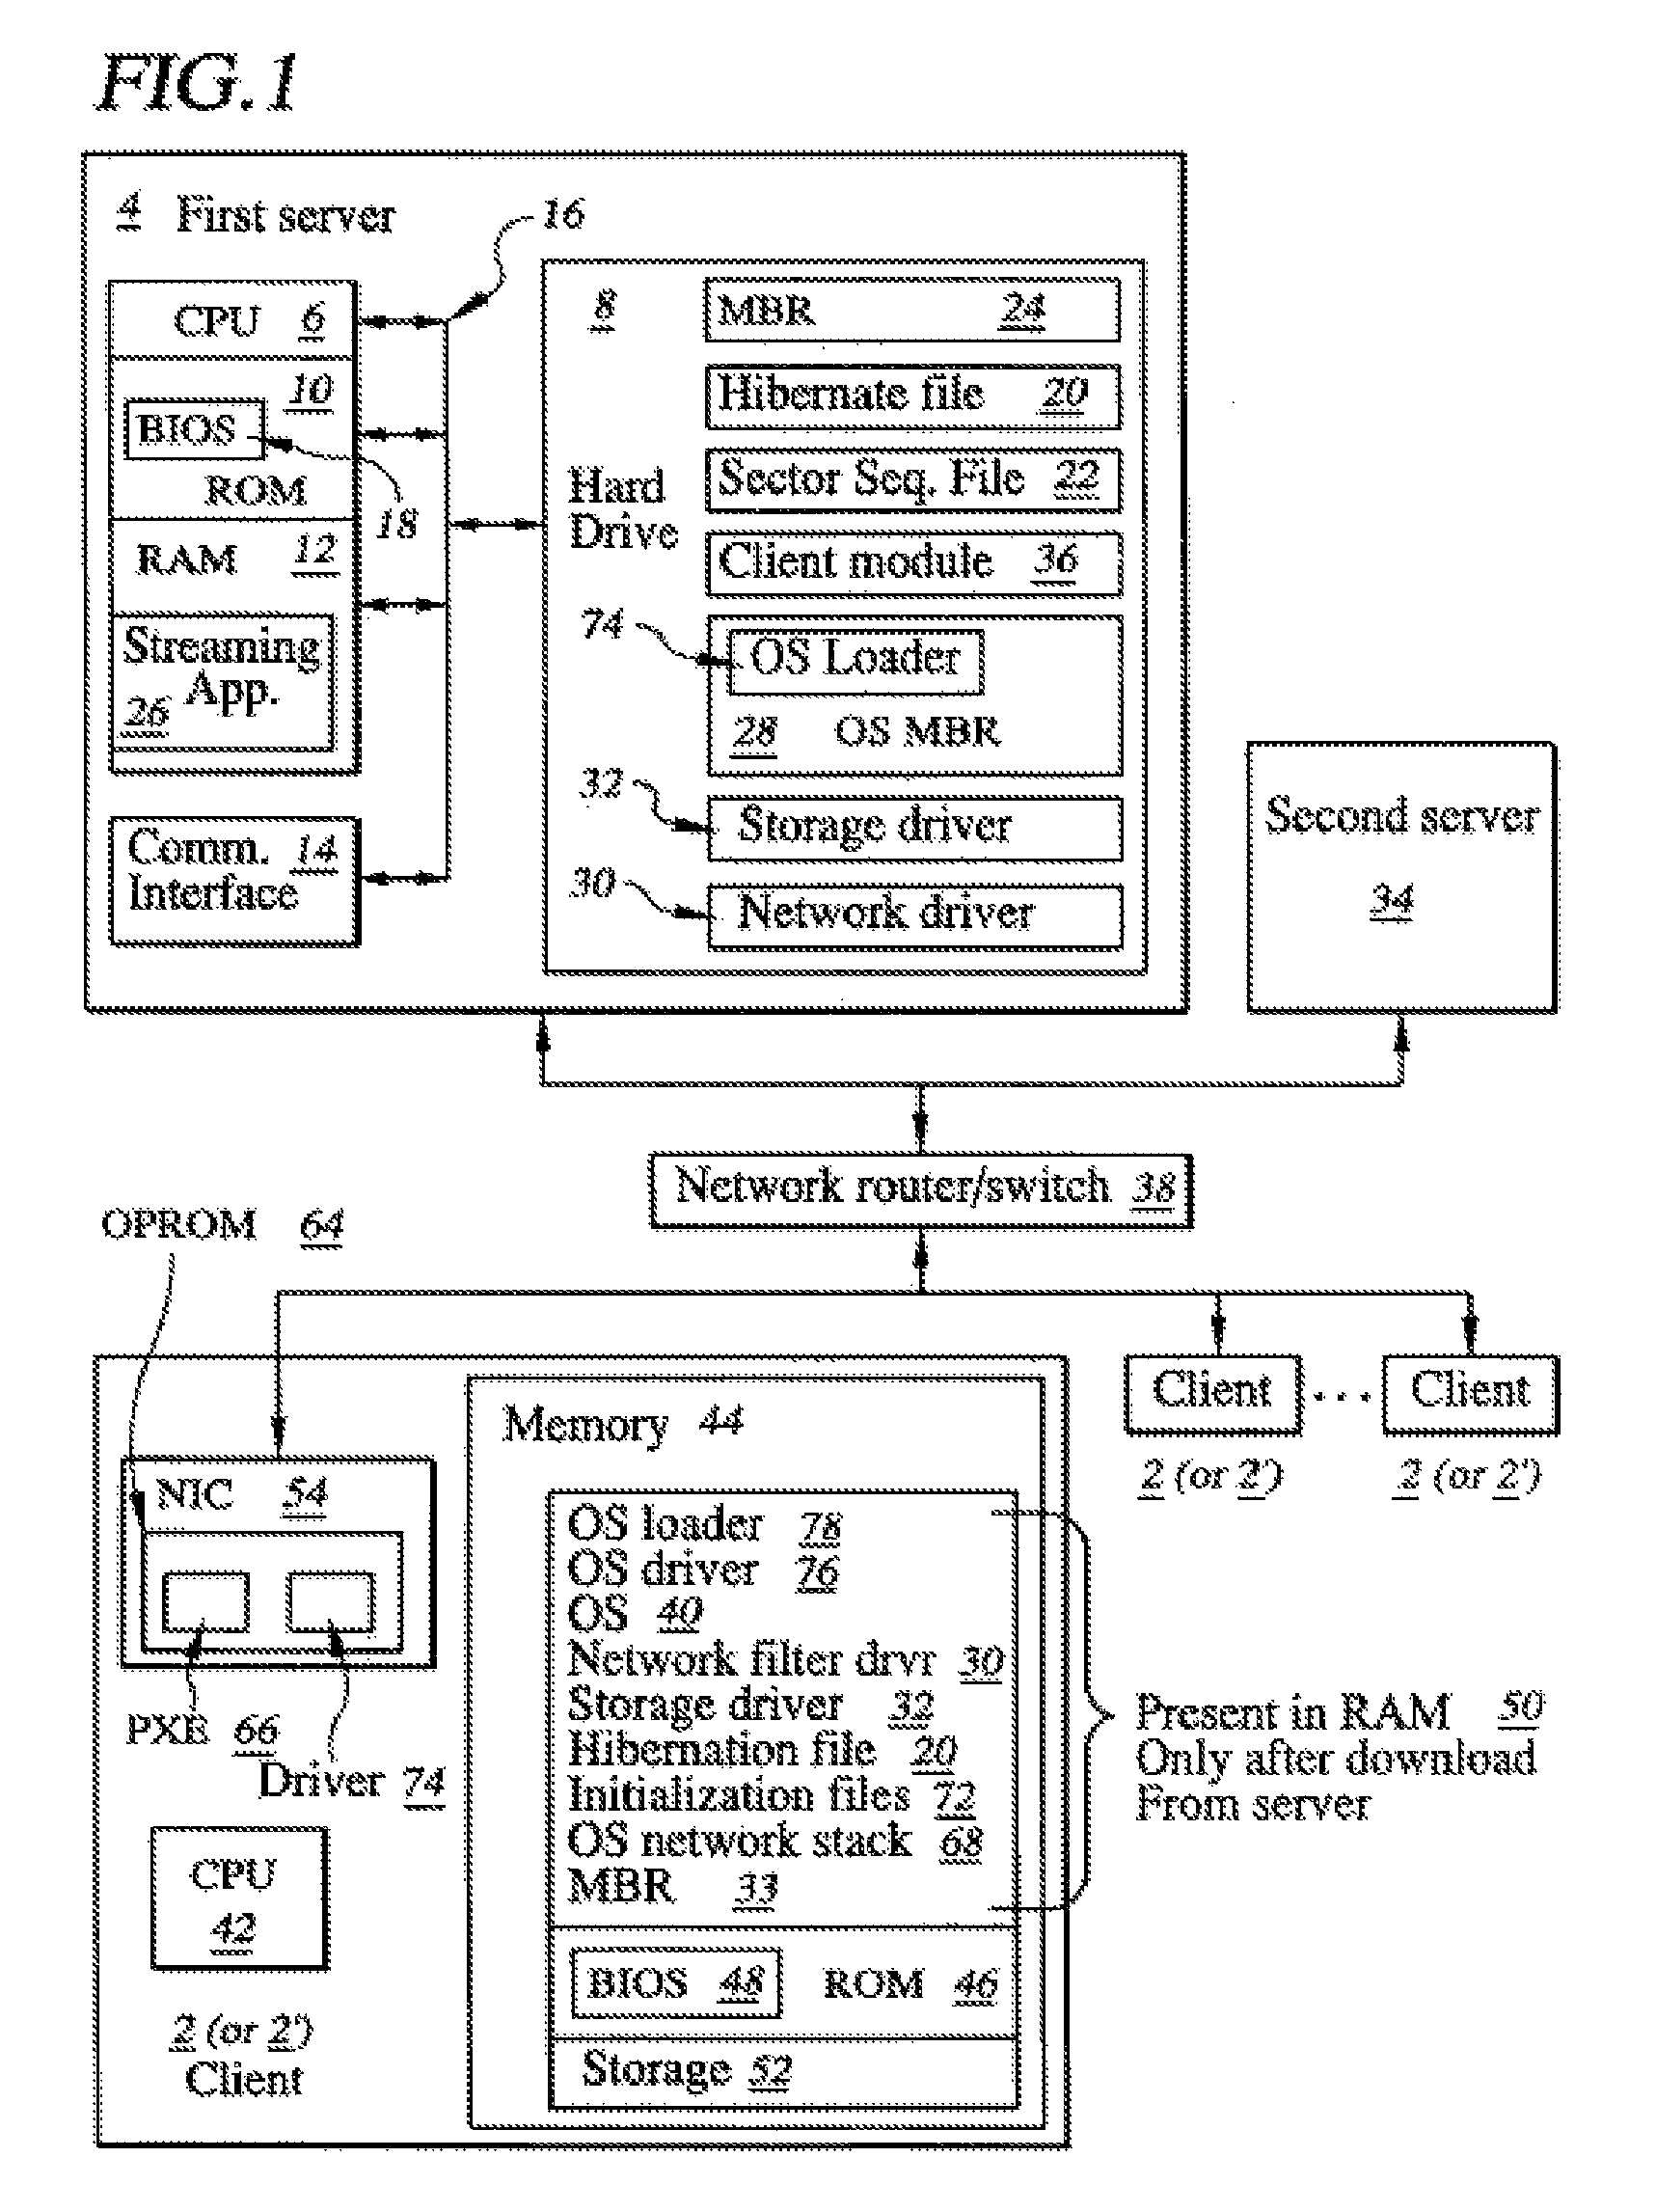 FIG. 1
4 First server
16
CPU 6
10
BIOS
ROM
18
RAM 12
Streaming
App.
26
Comm. 14
Interface
8
Hard
Drive
MBR 24
Hibernate file 20
Sector Seq. File 22
Client module 36
74
OS Loader
28 OS MBR
32
Storage driver
30
Network driver
Second server
34
Network router/switch 38
OPROM 64
NIC 54
PXE 66
Driver 74
CPU
42
2 (or 2')
Client
Memory 44
OS loader 78
OS driver 76
OS 40
Network filter drvr 30
Storage driver 32
Hibernation file 20
Initialization files 72
OS network stack 68
MBR 33
BIOS 48 ROM 46
Storage 52
Client ... Client
2 (or 2') 2 (or 2')
Present in RAM 50
Only after download
From server